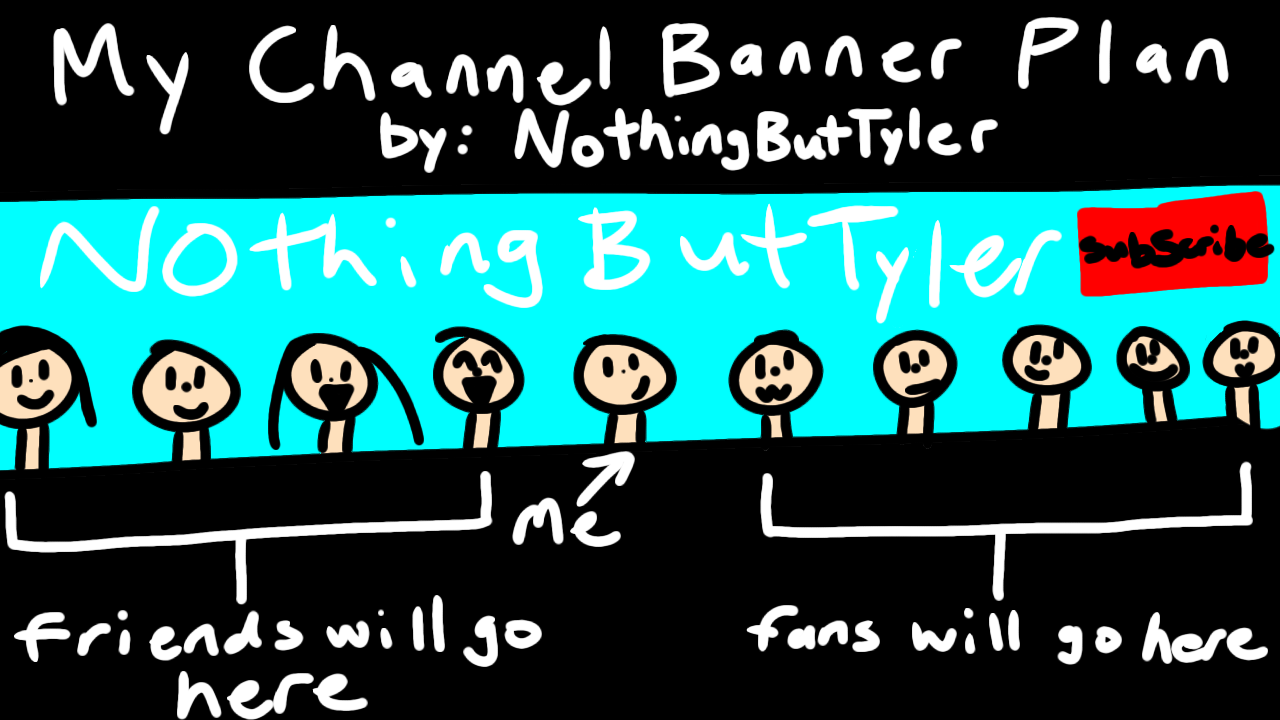 My Channel Banner Plan
by: NothingButTyler
NothingButTyler
subscribe
me
friends will go
here
fans will go here